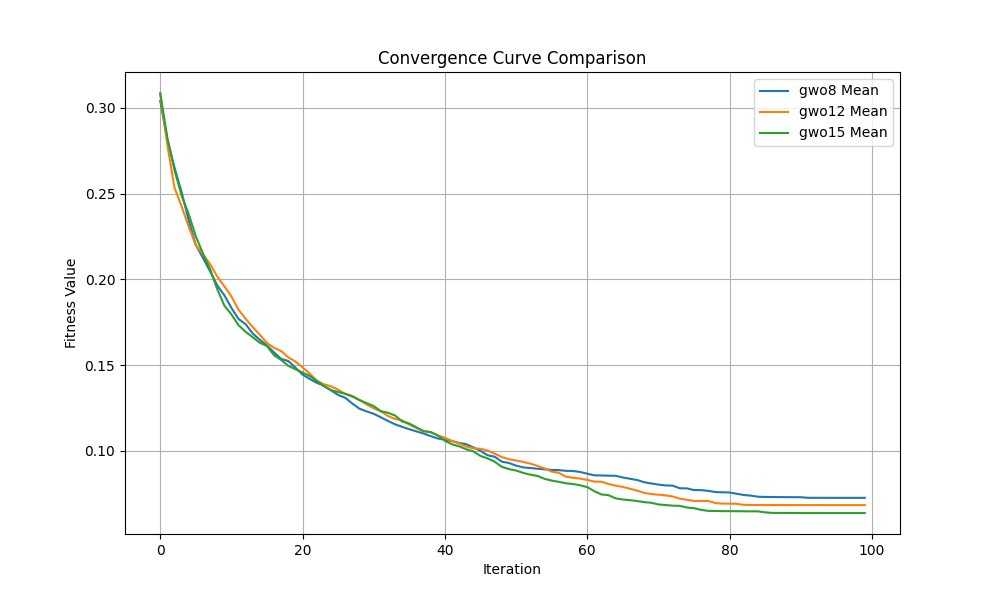 Convergence Curve Comparison
gwo8 Mean
gwo12 Mean
gwo15 Mean
Fitness Value
0.30
0.25
0.20
0.15
0.10
0
20
40
60
80
100
Iteration